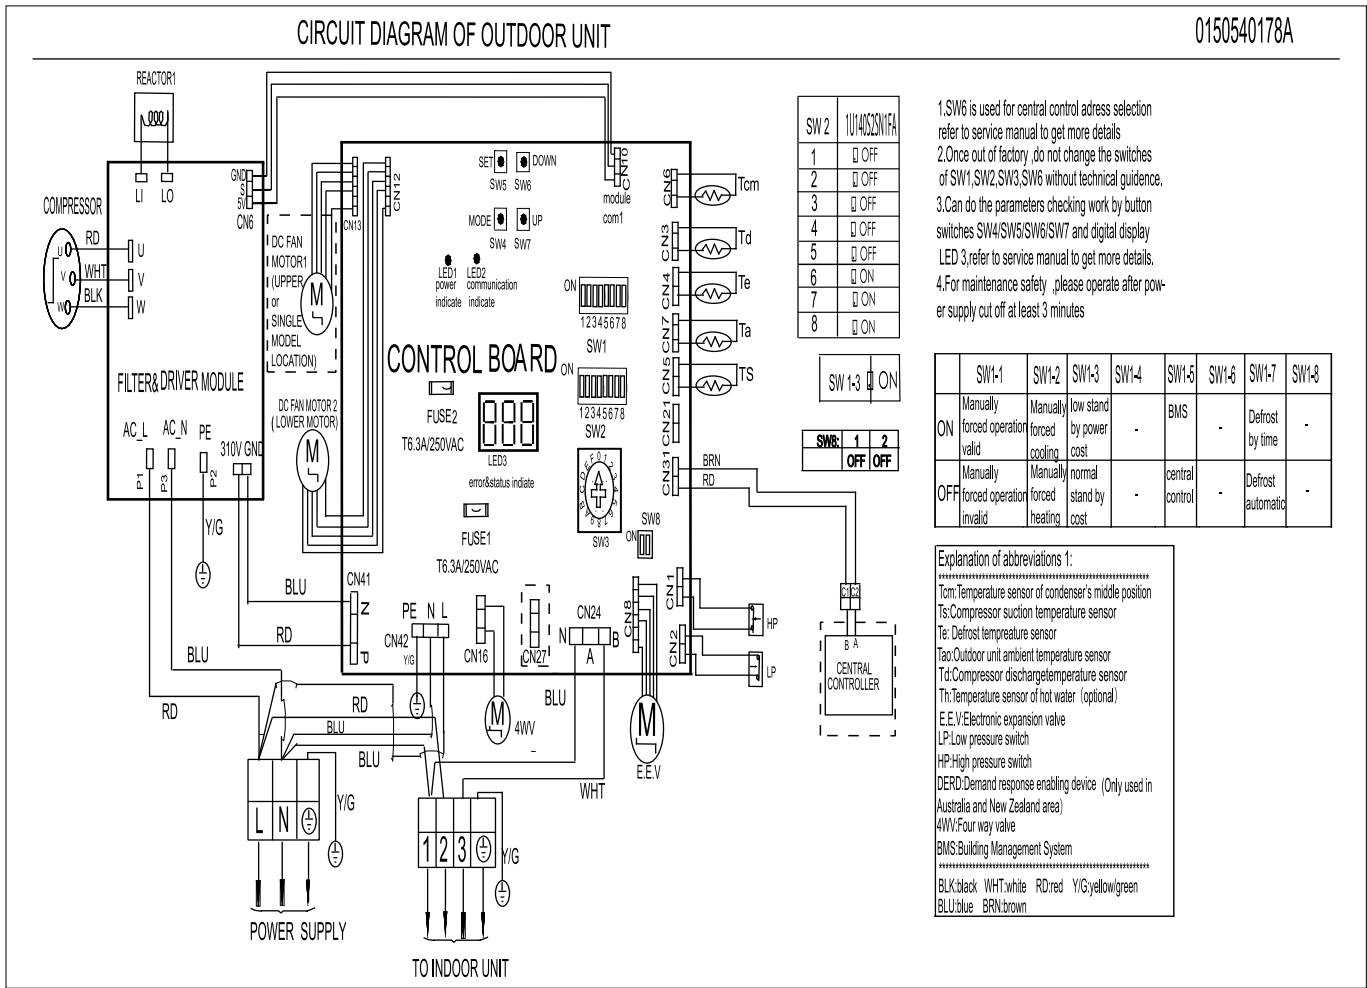 CIRCUIT DIAGRAM OF OUTDOOR UNIT
0150540178A
REACTOR1
LI LO
GND
S
5V
CN6
COMPRESSOR
RD
WHT
BLK
U
V
W
U
V
W
FILTER& DRIVER MODULE
AC_L AC_N PE
310V GND
P1 P3 P2
Y/G
DC FAN
MOTOR1
(UPPER
or
SINGLE
MODEL
LOCATION)
M
DC FAN MOTOR 2
( LOWER MOTOR)
M
CN13
CN12
SET DOWN
SW5 SW6
MODE UP
SW4 SW7
LED1 LED2
power communication
indicate indicate
CN10
module
com1
ON
12345678
SW1
ON
12345678
SW2
CONTROL BOARD
FUSE2
T6.3A/250VAC
LED3
error&status indiate
FUSE1
T6.3A/250VAC
0 1 2 3 4 5 6 7 8 9 A B C D E F
SW3
SW8
ON
CN6 Tcm
CN3 Td
CN4 Te
CN7 Ta
CN5 TS
CN21
CN31
BRN
RD
CN1
HP
CN2
LP
CN41
N
P
BLU
RD
PE N L
CN42
Y/G
CN16
CN27
CN24
N A B
CN8
M
4WV
M
E.E.V
BLU
WHT
BLU
RD
RD
BLU
BLU
Y/G
L N
POWER SUPPLY
1 2 3
Y/G
TO INDOOR UNIT
C1 C2
B A
CENTRAL
CONTROLLER
SW 2 1U140S2SN1FA
1 OFF
2 OFF
3 OFF
4 OFF
5 OFF
6 ON
7 ON
8 ON
SW 1-3 ON
SW8: 1 2
OFF OFF
1.SW6 is used for central control adress selection
refer to service manual to get more details
2.Once out of factory ,do not change the switches
of SW1,SW2,SW3,SW6 without technical guidence.
3.Can do the parameters checking work by button
switches SW4/SW5/SW6/SW7 and digital display
LED 3,refer to service manual to get more details.
4.For maintenance safety ,please operate after pow-
er supply cut off at least 3 minutes
SW1-1 SW1-2 SW1-3 SW1-4 SW1-5 SW1-6 SW1-7 SW1-8
ON
Manually
forced operation
valid
Manually
forced
cooling
low stand
by power
cost
-
BMS
-
Defrost
by time
-
OFF
Manually
forced operation
invalid
Manually
forced
heating
normal
stand by
cost
-
central
control
-
Defrost
automatic
-
Explanation of abbreviations 1:
Tcm:Temperature sensor of condenser's middle position
Ts:Compressor suction temperature sensor
Te: Defrost tempreature sensor
Tao:Outdoor unit ambient temperature sensor
Td:Compressor dischargetemperature sensor
Th:Temperature sensor of hot water (optional)
E.E.V:Electronic expansion valve
LP:Low pressure switch
HP:High pressure switch
DERD:Demand response enabling device (Only used in
Australia and New Zealand area)
4WV:Four way valve
BMS:Building Management System
BLK:black WHT:white RD:red Y/G:yellow/green
BLU:blue BRN:brown